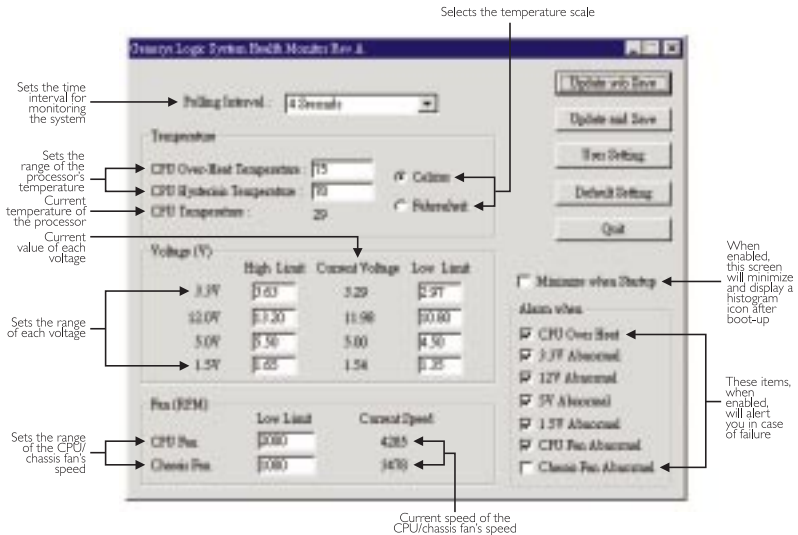 Selects the temperature scale
Genesys Logic System Health Monitor Rev A.
Sets the time
interval for
monitoring
the system
Polling Interval : 4 Seconds
Update w/o Save
Update and Save
User Setting
Default Setting
Quit
Temperature
Sets the
range of the
processor's
temperature
CPU Over-Heat Temperature : 75
CPU Hysteresis Temperature : 70
CPU Temperature : 29
Celsius
Fahrenheit
Current
temperature of
the processor
Current
value of each
voltage
Voltage (V)
High Limit Current Voltage Low Limit
3.3V 3.63 3.29 2.97
12.0V 13.20 11.98 10.80
5.0V 5.50 5.00 4.50
1.5V 1.65 1.54 1.35
Sets the range
of each voltage
Minimize when Startup
When
enabled,
this screen
will minimize
and display a
histogram
icon after
boot-up
Alarm when
CPU Over Heat
3.3V Abnormal
12V Abnormal
5V Abnormal
1.5V Abnormal
CPU Fan Abnormal
Chassis Fan Abnormal
These items,
when
enabled,
will alert
you in case
of failure
Fan (RPM)
Low Limit Current Speed
CPU Fan 4285
Chassis Fan 3478
Sets the range
of the CPU/
chassis fan's
speed
Current speed of the
CPU/chassis fan's speed